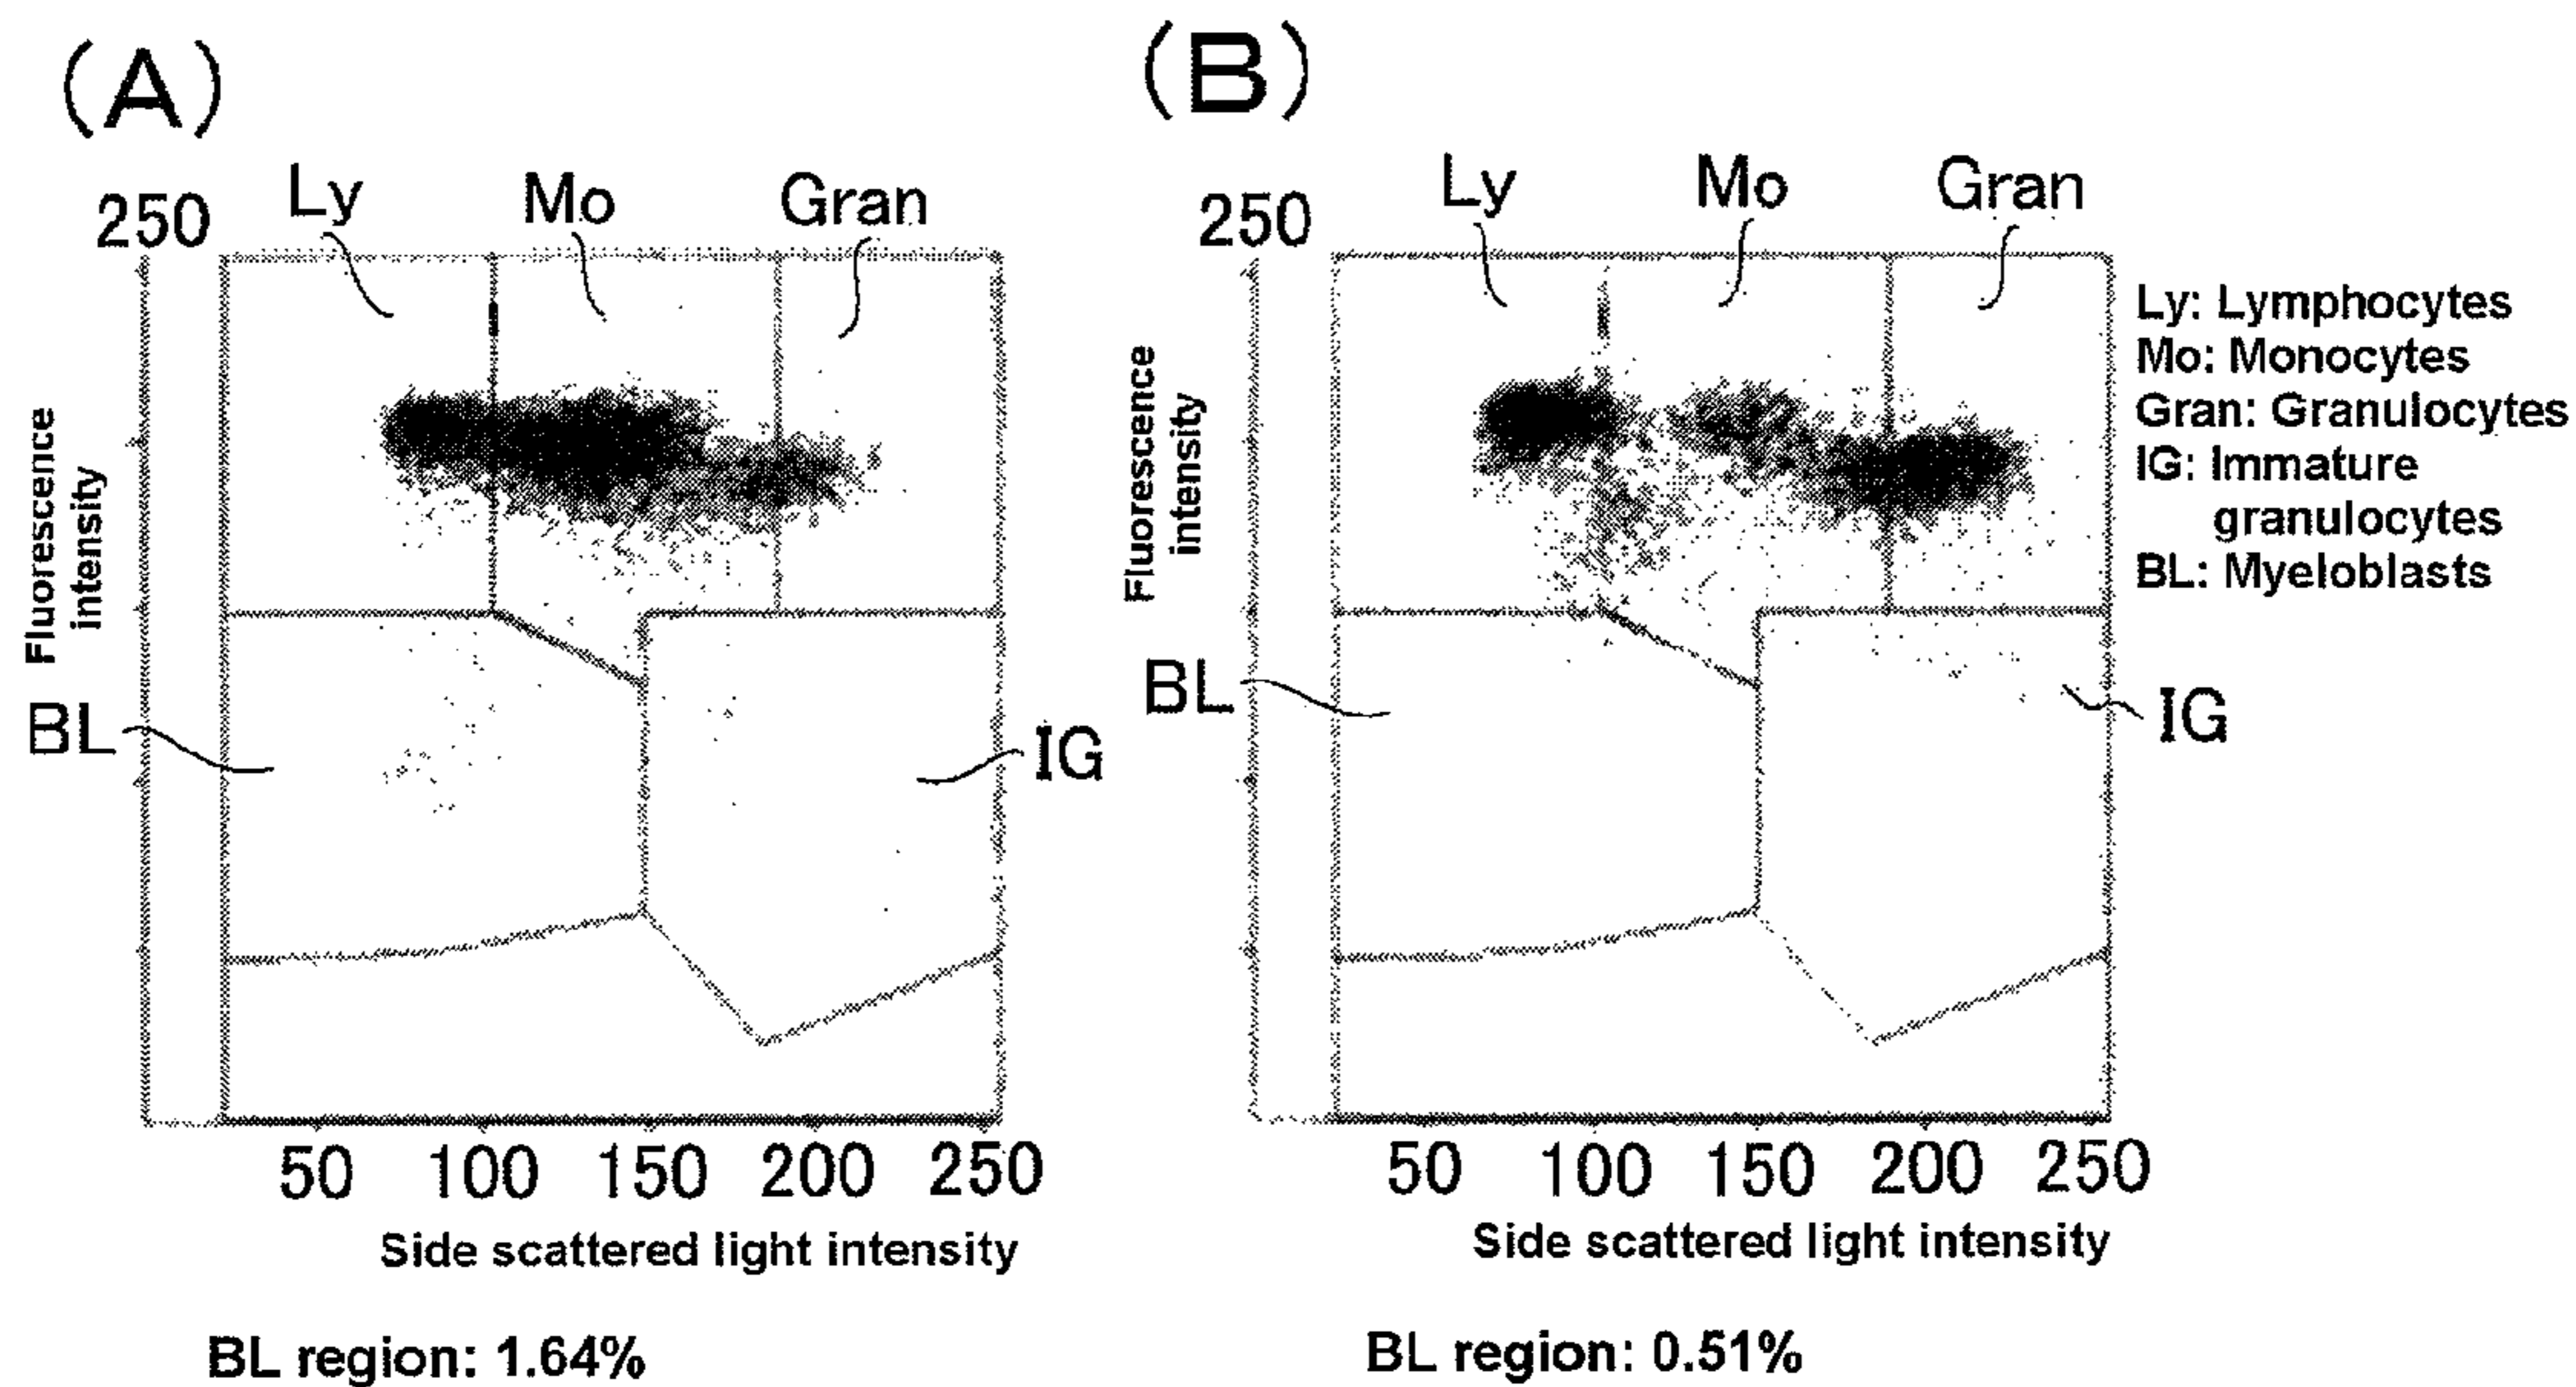 (A)
Ly
Mo
Gran
250
Fluorescence
intensity
BL
IG
50 100 150 200 250
Side scattered light intensity
BL region: 1.64%
(B)
Ly
Mo
Gran
250
Fluorescence
intensity
BL
IG
50 100 150 200 250
Side scattered light intensity
BL region: 0.51%
Ly: Lymphocytes
Mo: Monocytes
Gran: Granulocytes
IG: Immature
granulocytes
BL: Myeloblasts